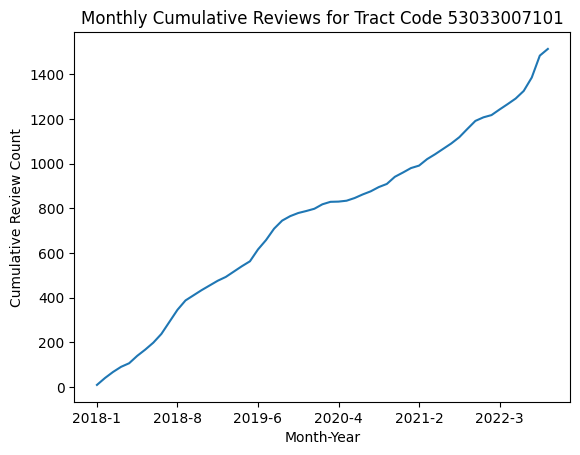 Monthly Cumulative Reviews for Tract Code 53033007101
Cumulative Review Count
1400
1200
1000
800
600
400
200
0
2018-1 2018-8 2019-6 2020-4 2021-2 2022-3
Month-Year